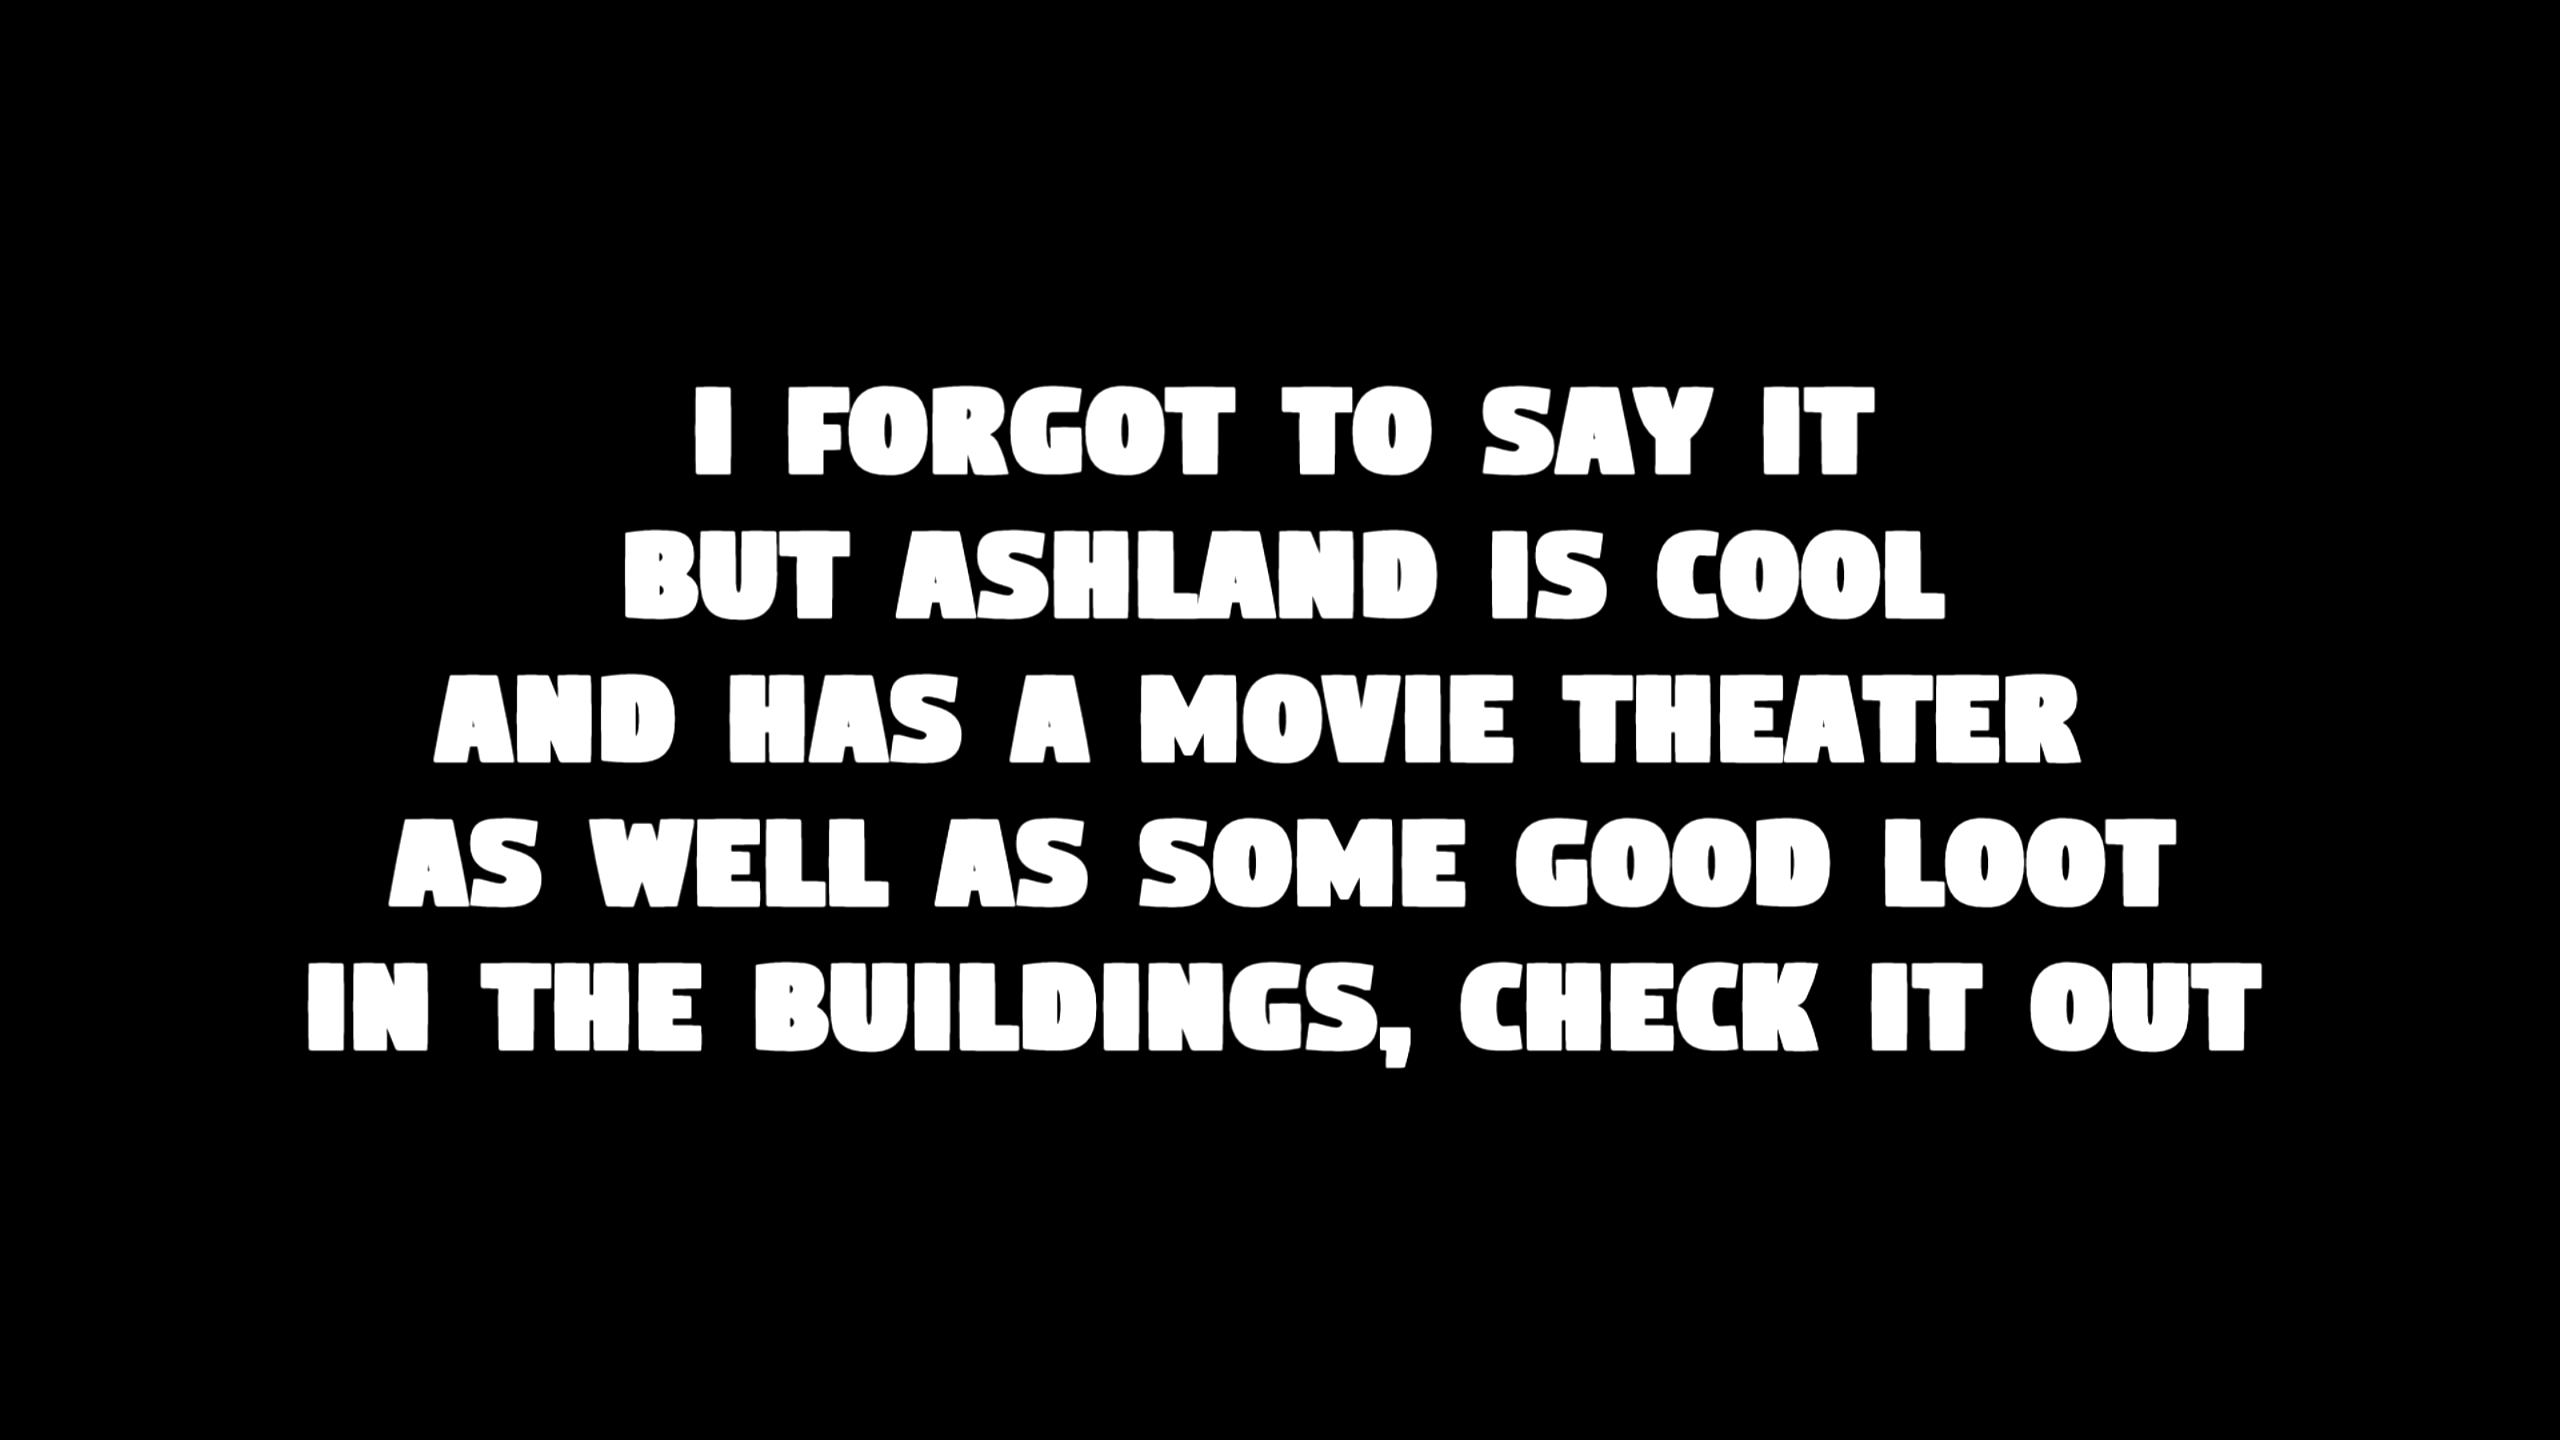 I FORGOT TO SAY IT
BUT ASHLAND IS COOL
AND HAS A MOVIE THEATER
AS WELL AS SOME GOOD LOOT
IN THE BUILDINGS, CHECK IT OUT